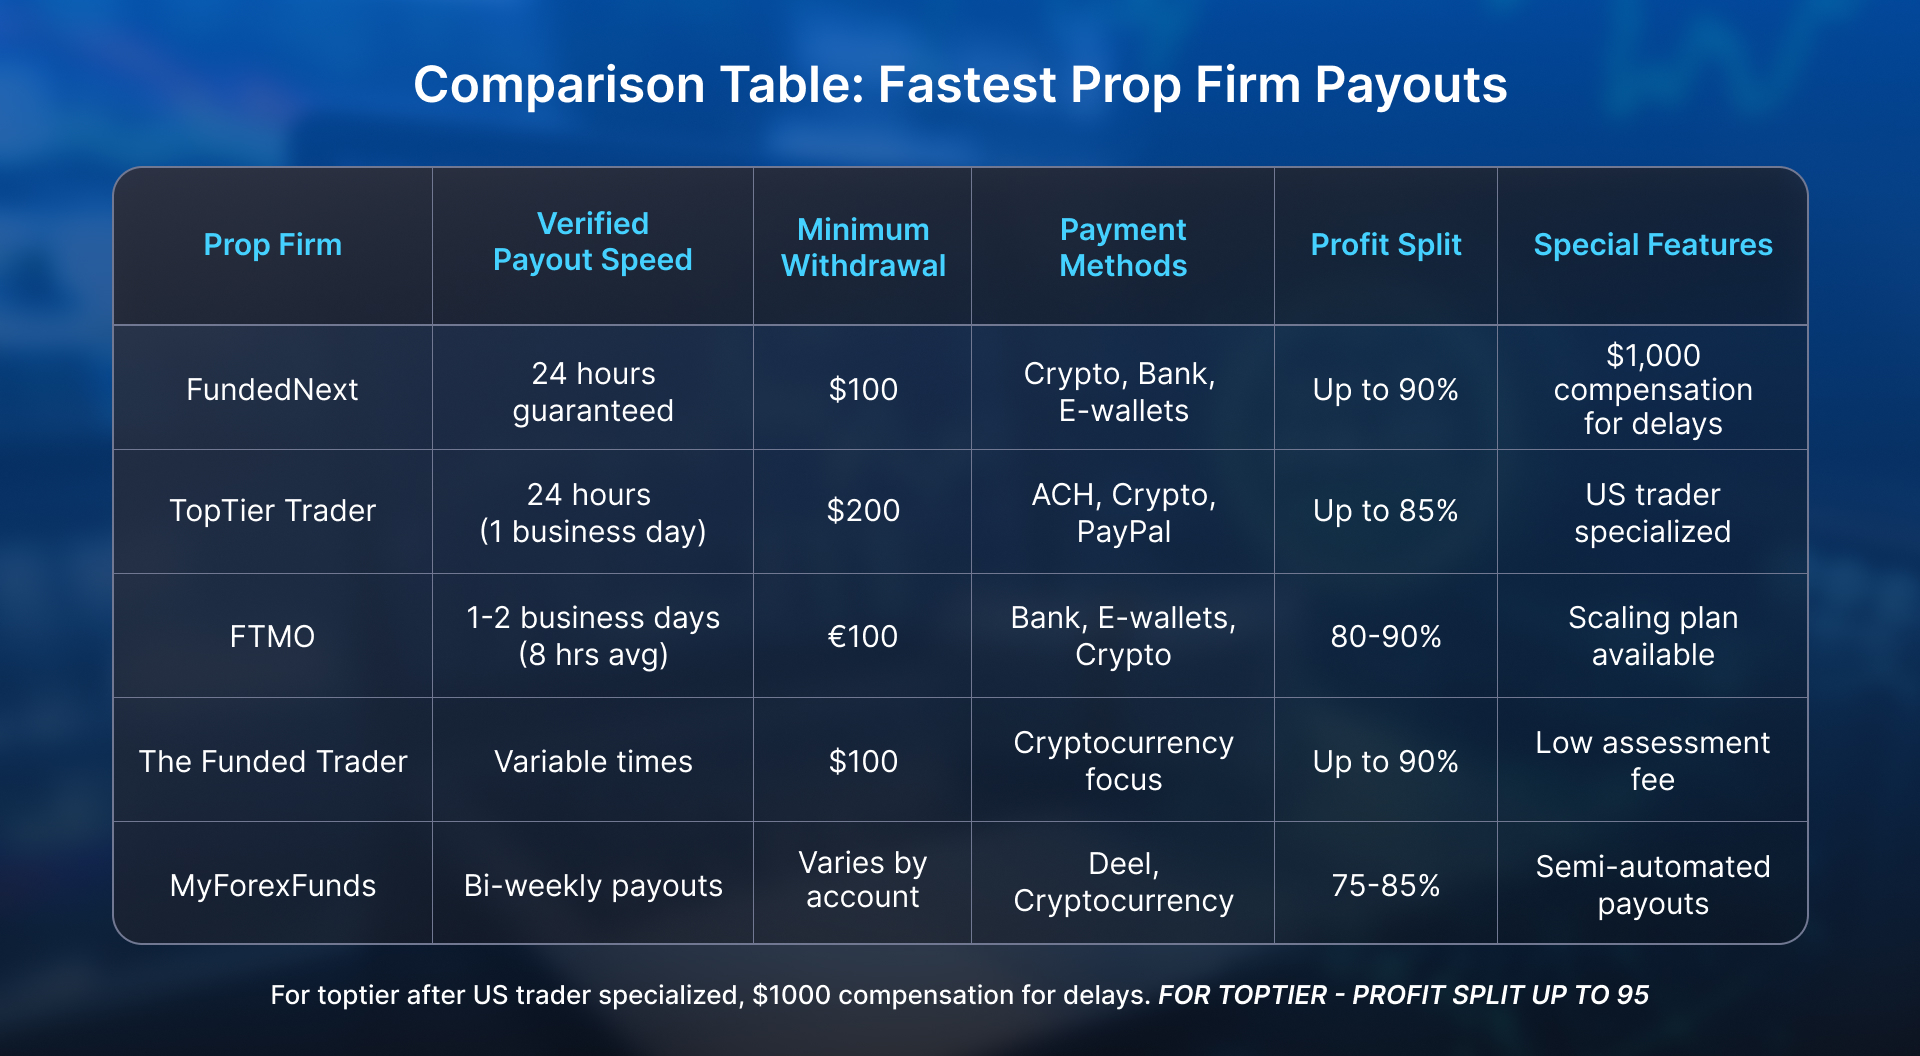 Comparison Table: Fastest Prop Firm Payouts
Prop Firm
Verified
Payout Speed
Minimum
Withdrawal
Payment
Methods
Profit Split
Special Features
FundedNext
24 hours
guaranteed
$100
Crypto, Bank,
E-wallets
Up to 90%
$1,000
compensation
for delays
TopTier Trader
24 hours
(1 business day)
$200
ACH, Crypto,
PayPal
Up to 85%
US trader
specialized
FTMO
1-2 business days
(8 hrs avg)
€100
Bank, E-wallets,
Crypto
80-90%
Scaling plan
available
The Funded Trader
Variable times
$100
Cryptocurrency
focus
Up to 90%
Low assessment
fee
MyForexFunds
Bi-weekly payouts
Varies by
account
Deel,
Cryptocurrency
75-85%
Semi-automated
payouts
For toptier after US trader specialized, $1000 compensation for delays. FOR TOPTIER - PROFIT SPLIT UP TO 95